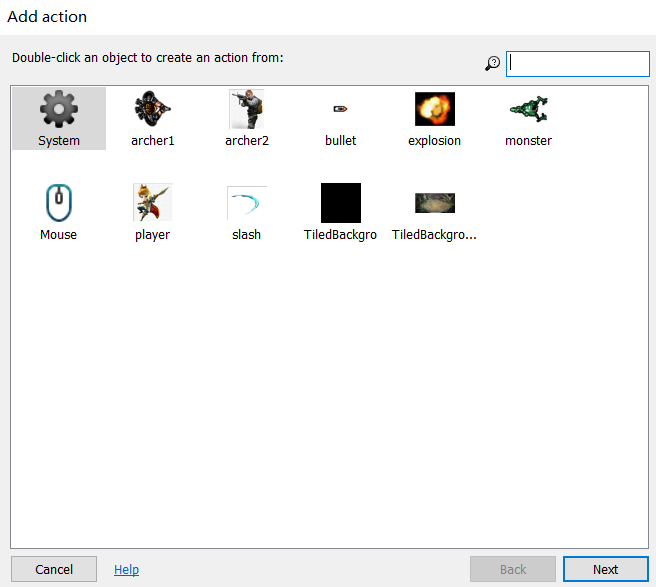 Add action
Double-click an object to create an action from:
System archer1 archer2 bullet explosion monster
Mouse player slash TiledBackgro TiledBackgro...
Cancel Help Back Next